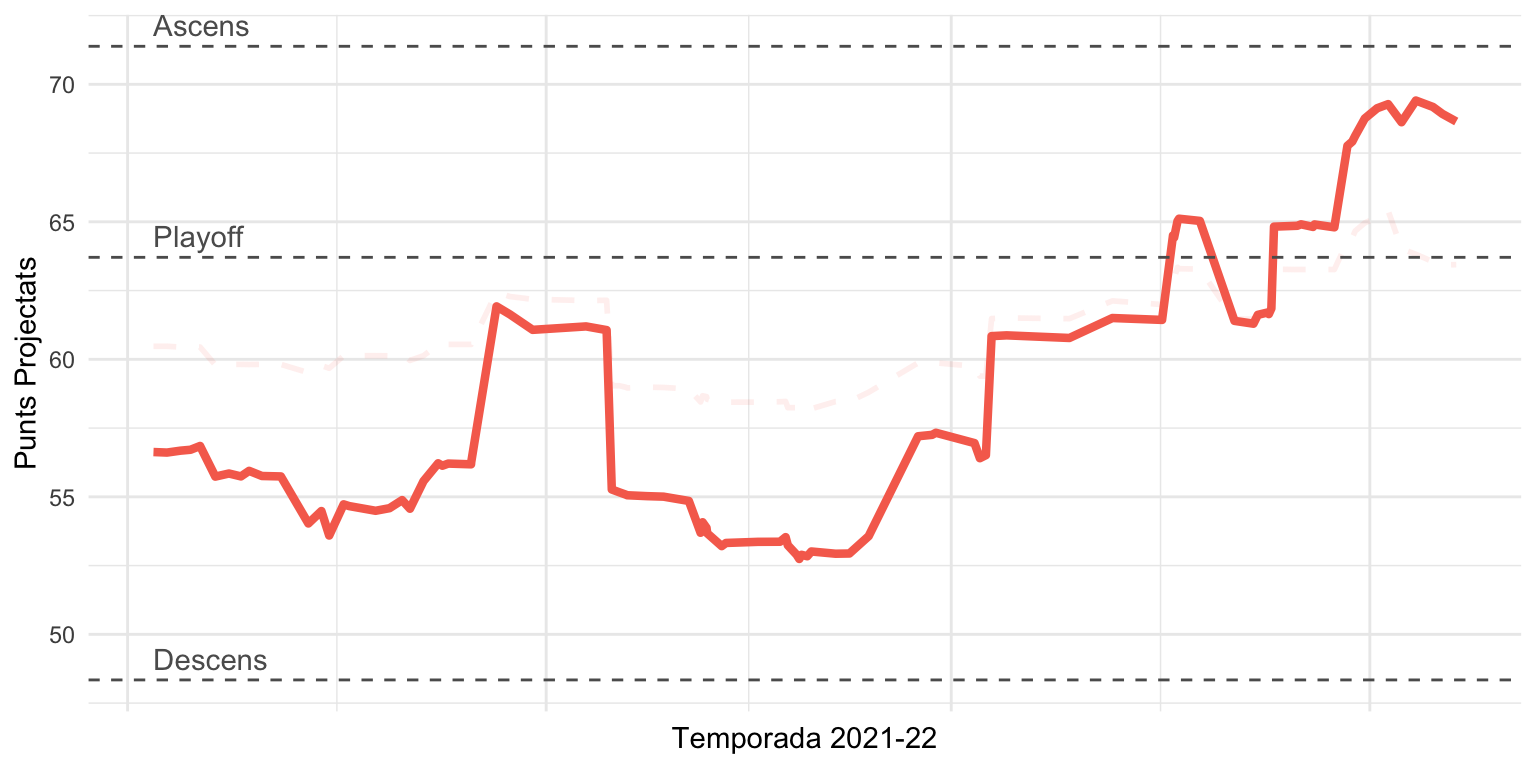 Ascens
70
65
Playoff
60
55
50
Descens
Punts Projectats
Temporada 2021-22